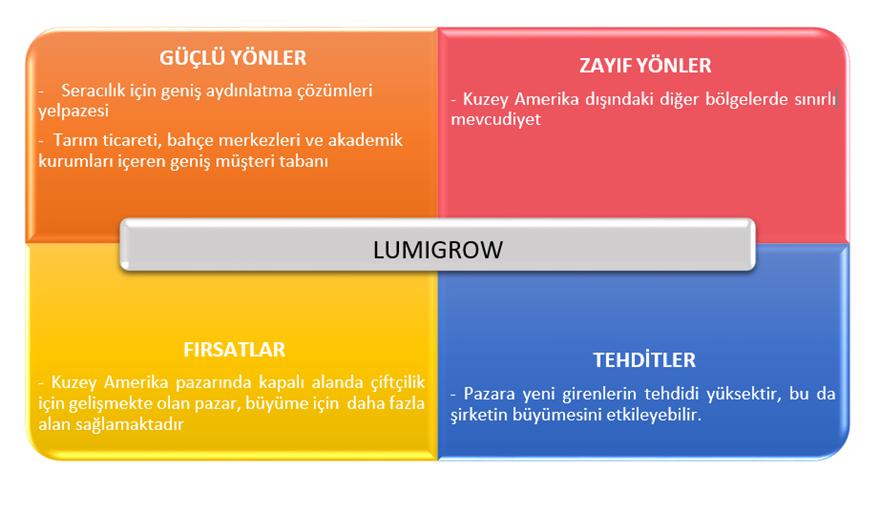 GÜÇLÜ YÖNLER
- Seracılık için geniş aydınlatma çözümleri
yelpazesi
- Tarım ticareti, bahçe merkezleri ve akademik
kurumları içeren geniş müşteri tabanı
ZAYIF YÖNLER
- Kuzey Amerika dışındaki diğer bölgelerde sınırlı
mevcudiyet
LUMIGROW
FIRSATLAR
- Kuzey Amerika pazarında kapalı alanda çiftçilik
için gelişmekte olan pazar, büyüme için daha fazla
alan sağlamaktadır
TEHDİTLER
- Pazara yeni girenlerin tehdidi yüksektir, bu da
şirketin büyümesini etkileyebilir.